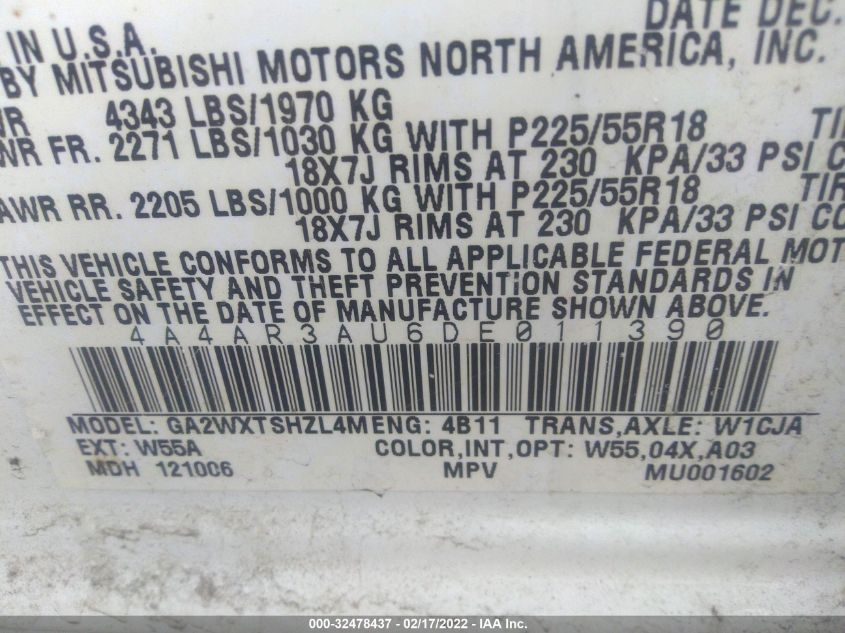 DATE DEC.
IN U.S.A.
BY MITSUBISHI MOTORS NORTH AMERICA, INC.
4343 LBS/1970 KG
WR FR. 2271 LBS/1030 KG WITH P225/55R18
18X7J RIMS AT 230 KPA/33 PSI
AWR RR. 2205 LBS/1000 KG WITH P225/55R18
18X7J RIMS AT 230 KPA/33 PSI
THIS VEHICLE CONFORMS TO ALL APPLICABLE FEDERAL MOT
VEHICLE SAFETY AND THEFT PREVENTION STANDARDS IN
EFFECT ON THE DATE OF MANUFACTURE SHOWN ABOVE.
4A4AR3AU6DE011390
MODEL: GA2WXTSHZL4M ENG: 4B11 TRANS,AXLE: W1CJA
EXT: W55A COLOR,INT,OPT: W55,04X,A03
MDH 121006 MPV MU001602
000-32478437 - 02/17/2022 - IAA Inc.